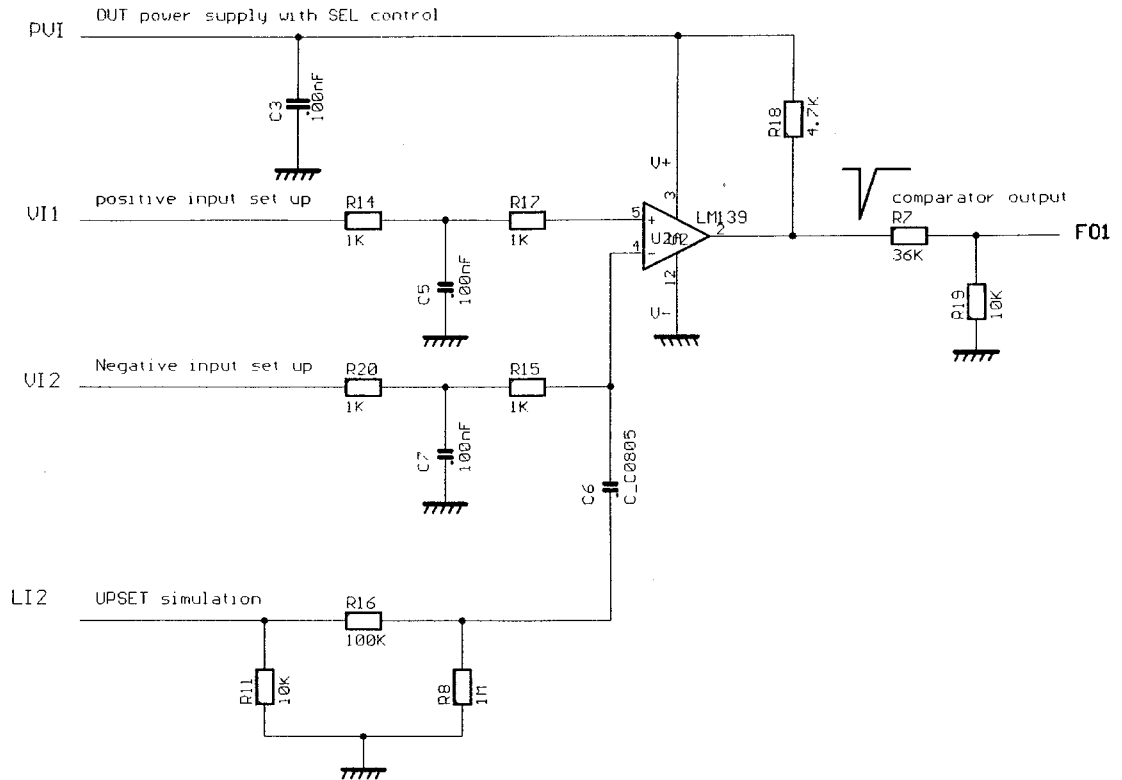 DUT power supply with SEL control
PVI
C3
100nF
R18
4.7K
V+
3
positive input set up
VI1
R14
1K
R17
1K
5
+
4
-
LM139
2
12
V-
comparator output
R7
36K
FO1
R19
10K
C5
100nF
Negative input set up
VI2
R20
1K
R15
1K
C7
100nF
C6
C_C0805
LI2
UPSET simulation
R16
100K
R11
10K
R8
1M